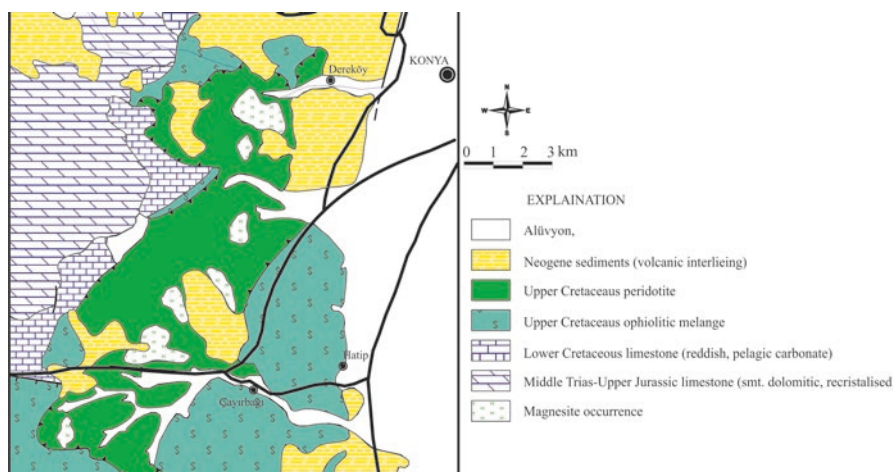 Dereköy
KONYA
N
W E
S
0 1 2 3 km
EXPLAINATION
Alüvyon,
Neogene sediments (volcanic interlieing)
Upper Cretaceaus peridotite
Upper Cretaceaus ophiolitic melange
Lower Cretaceous limestone (reddish, pelagic carbonate)
Middle Trias-Upper Jurassic limestone (smt. dolomitic, recristalised
Magnesite occurrence
Hatip
Çayırbağı